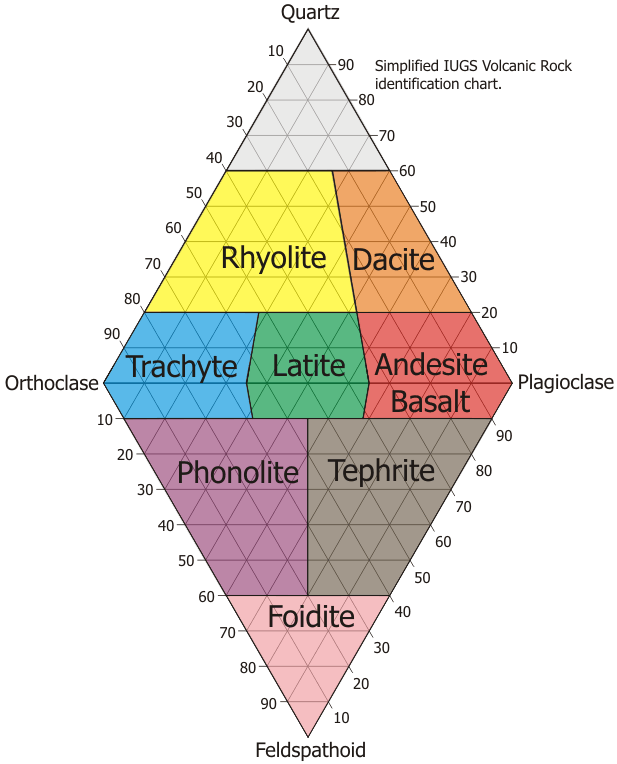 Quartz
10
90
Simplified IUGS Volcanic Rock
identification chart.
20
80
30
70
40
60
50
50
60
40
Rhyolite
Dacite
70
30
80
20
90
10
Trachyte
Latite
Andesite
Basalt
Orthoclase
Plagioclase
10
90
20
80
Phonolite
Tephrite
30
70
40
60
50
50
60
40
Foidite
70
30
80
20
90
10
Feldspathoid